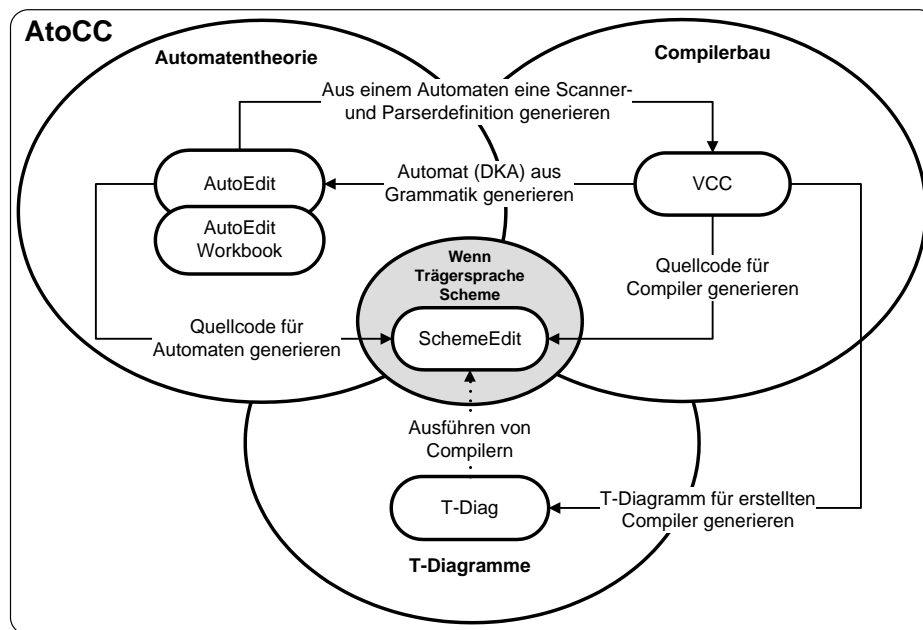 AtoCC
Automatentheorie
Compilerbau
Aus einem Automaten eine Scanner-
und Parserdefinition generieren
AutoEdit
Automat (DKA) aus
Grammatik generieren
VCC
AutoEdit
Workbook
Wenn
Trägersprache
Scheme
Quellcode für
Compiler generieren
Quellcode für
Automaten generieren
SchemeEdit
Ausführen von
Compilern
T-Diag
T-Diagramm für erstellten
Compiler generieren
T-Diagramme